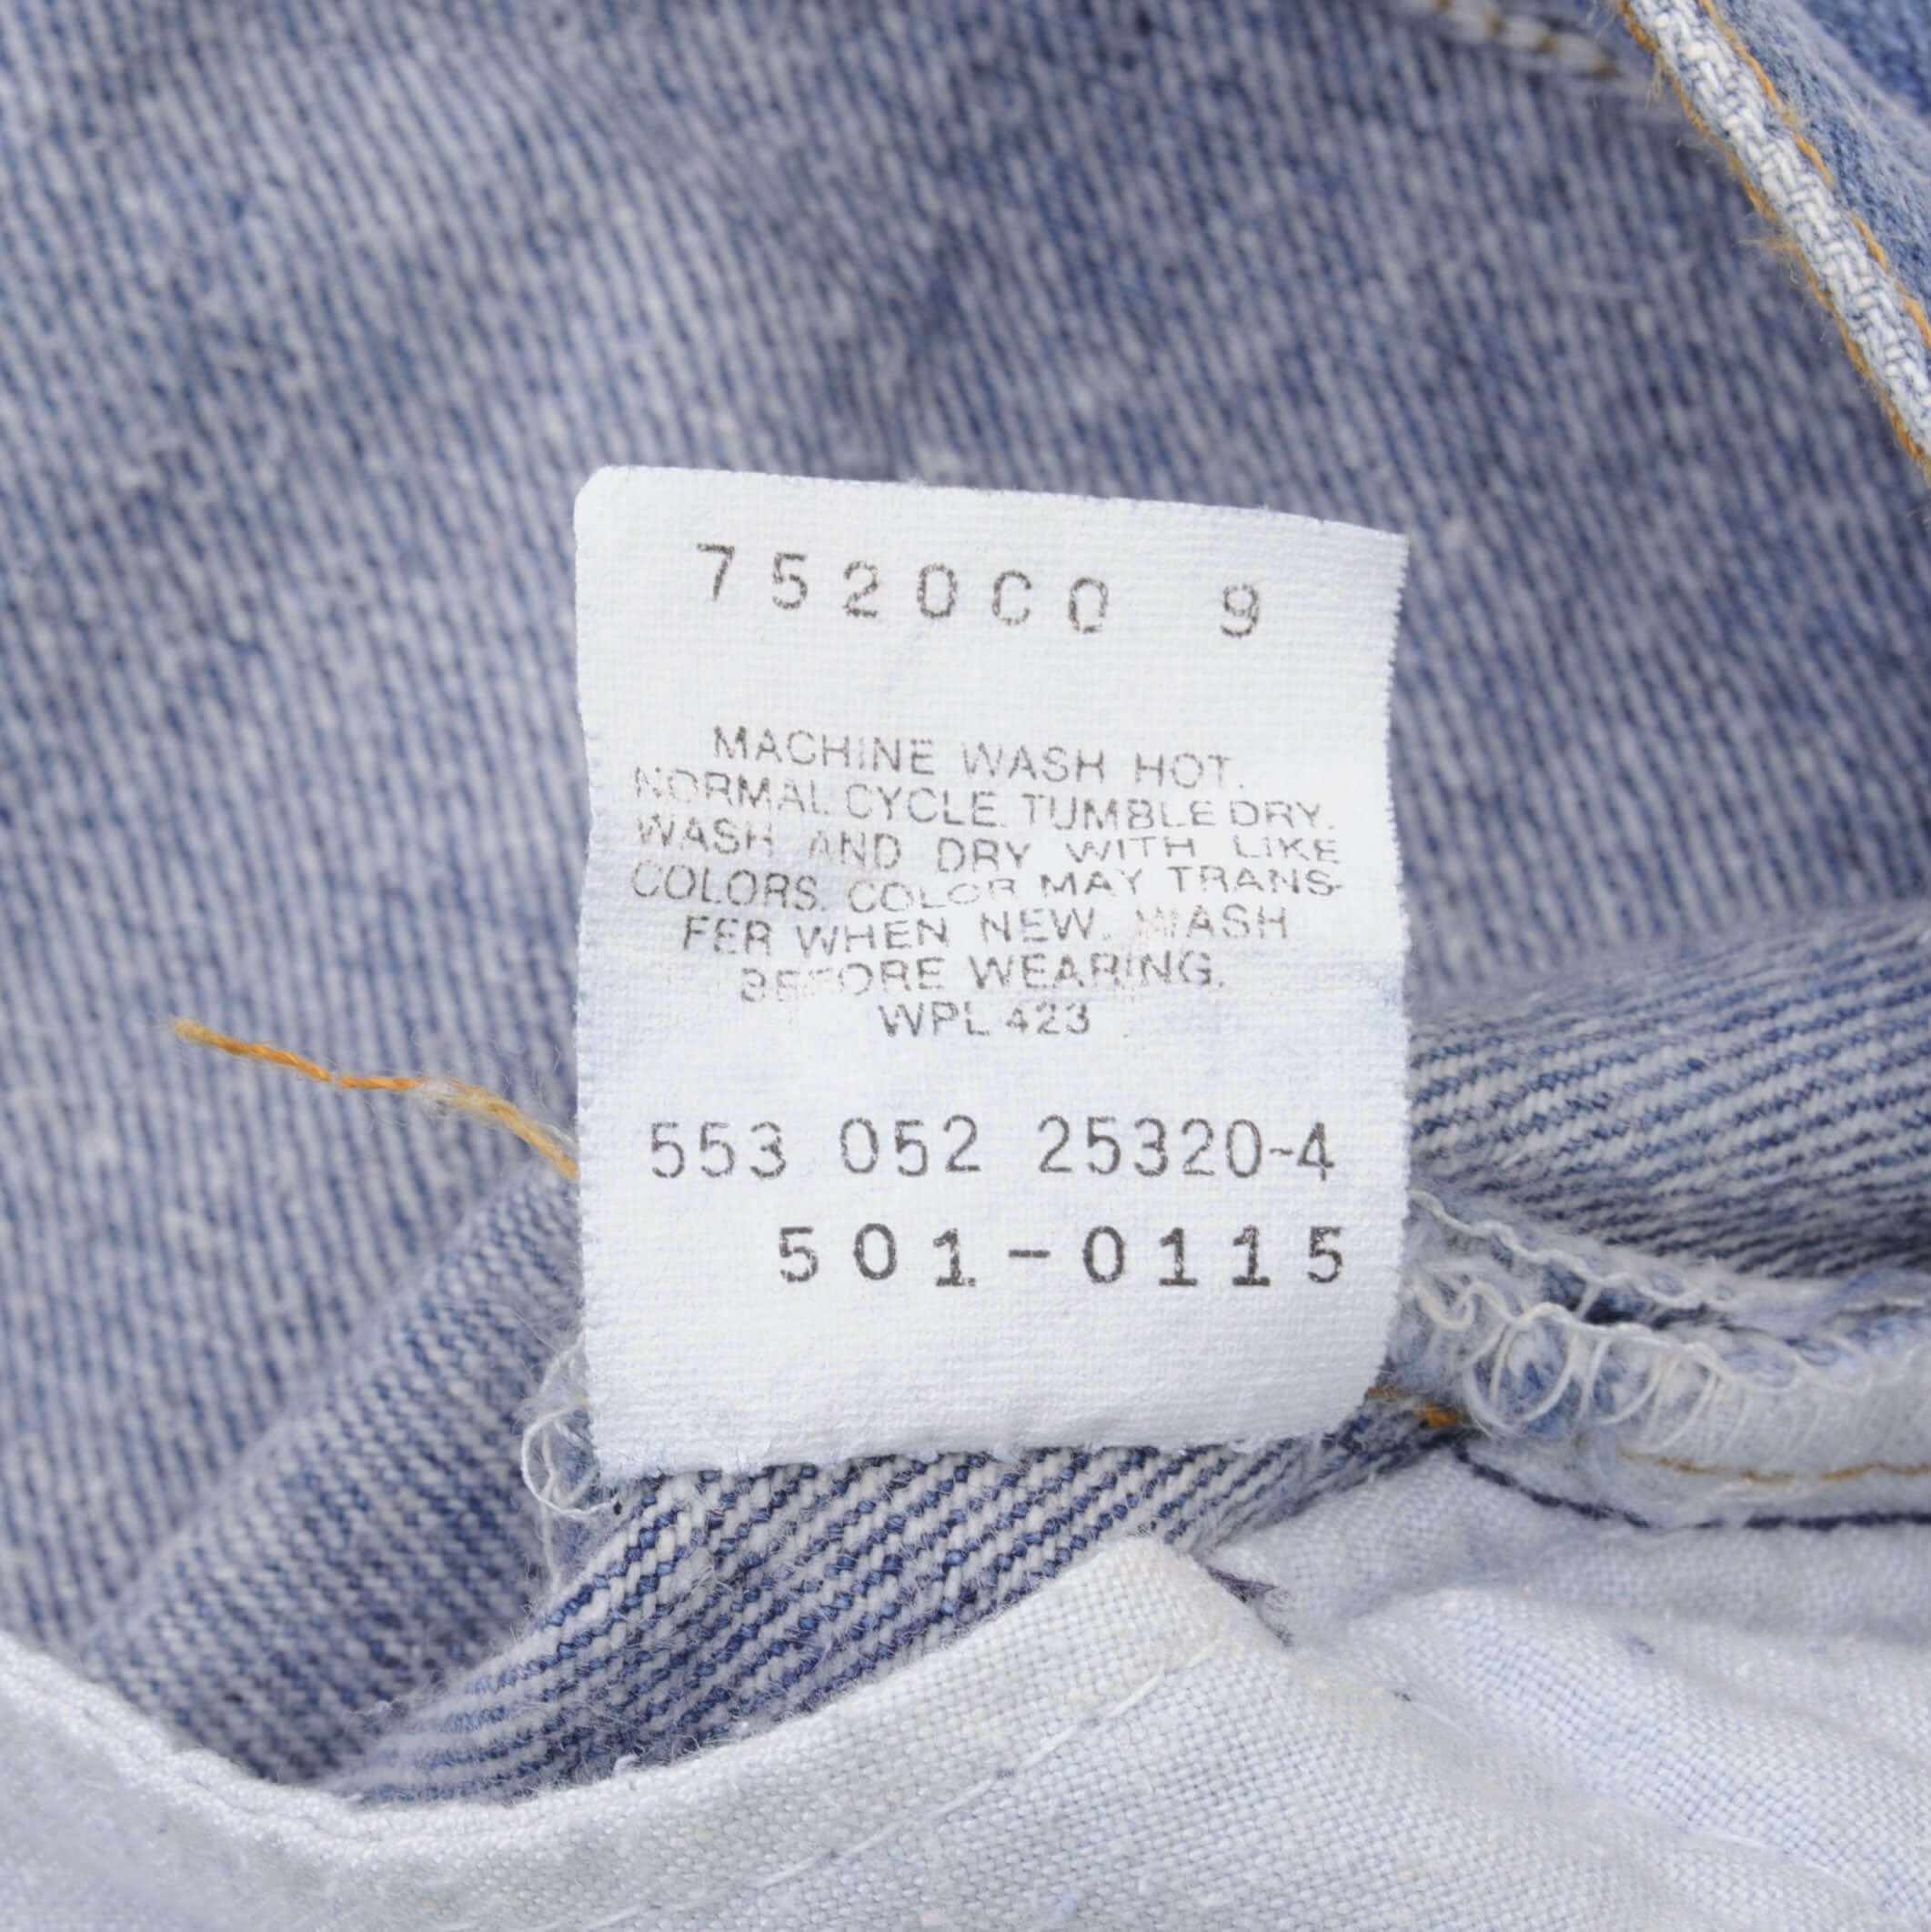 7520C0 9
MACHINE WASH HOT.
NORMAL CYCLE. TUMBLE DRY.
WASH AND DRY WITH LIKE
COLORS. COLOR MAY TRANS-
FER WHEN NEW. WASH
BEFORE WEARING.
WPL 423
553 052 25320-4
501-0115